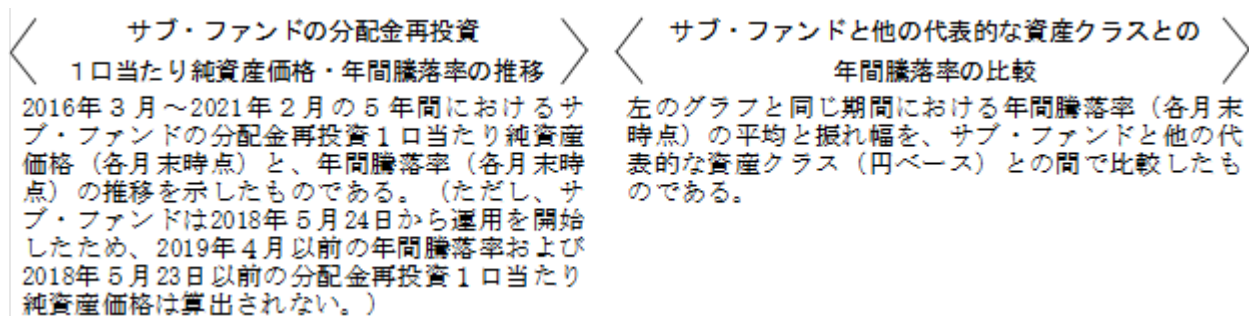 サブ・ファンドの分配金再投資
１口当たり純資産価格・年間騰落率の推移
2016年３月～2021年２月の５年間におけるサ
ブ・ファンドの分配金再投資１口当たり純資産
価格（各月末時点）と、年間騰落率（各月末時
点）の推移を示したものである。（ただし、サ
ブ・ファンドは2018年５月24日から運用を開始
したため、2019年４月以前の年間騰落率および
2018年５月23日以前の分配金再投資１口当たり
純資産価格は算出されない。）
サブ・ファンドと他の代表的な資産クラスとの
年間騰落率の比較
左のグラフと同じ期間における年間騰落率（各月末
時点）の平均と振れ幅を、サブ・ファンドと他の代
表的な資産クラス（円ベース）との間で比較したも
のである。